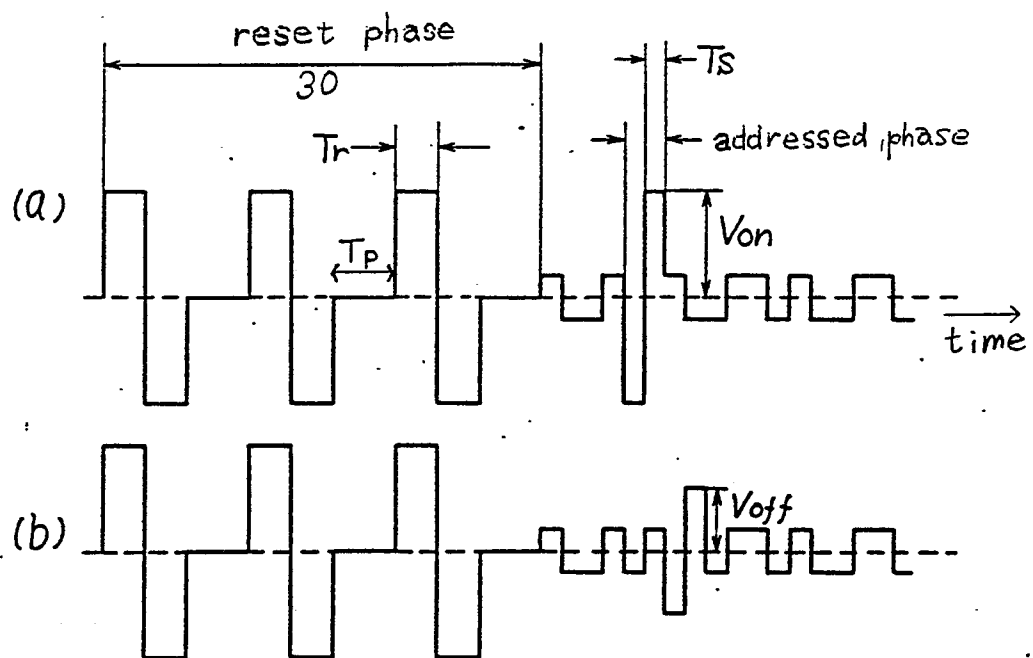 reset phase
30
Ts
Tr
addressed phase
(a)
Von
Tp
time
(b)
Voff